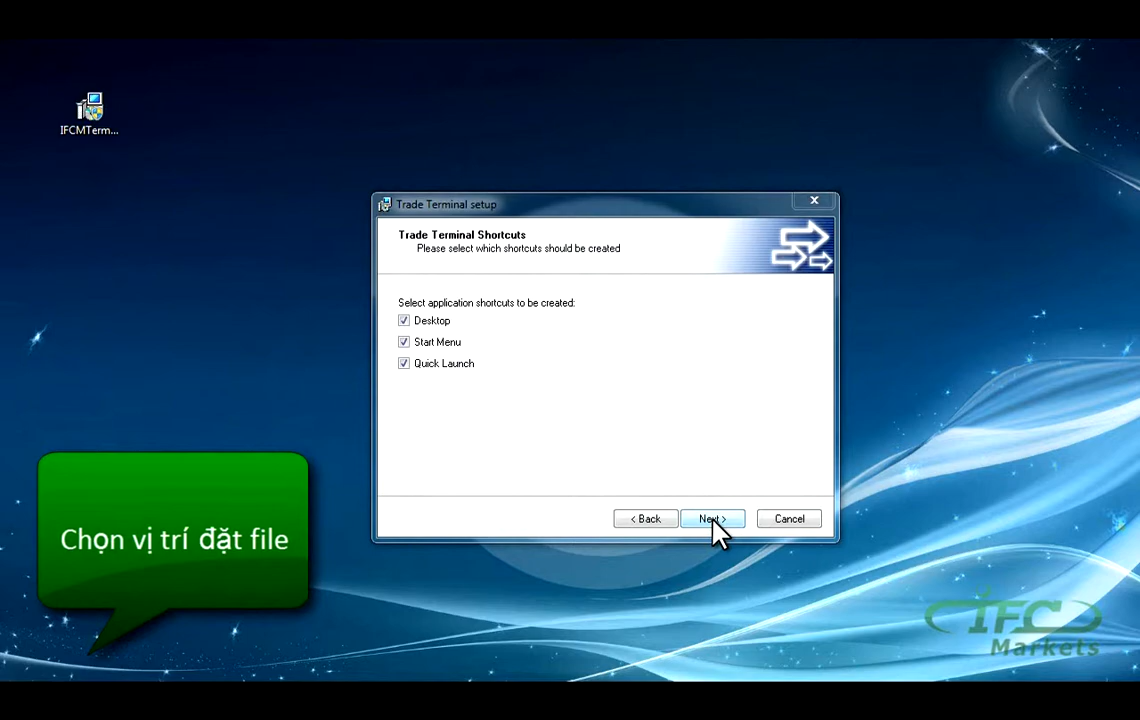 IFCMTerm...
Trade Terminal setup
Trade Terminal Shortcuts
Please select which shortcuts should be created
Select application shortcuts to be created:
Desktop
Start Menu
Quick Launch
< Back
Next >
Cancel
Chọn vị trí đặt file
IFC
Markets